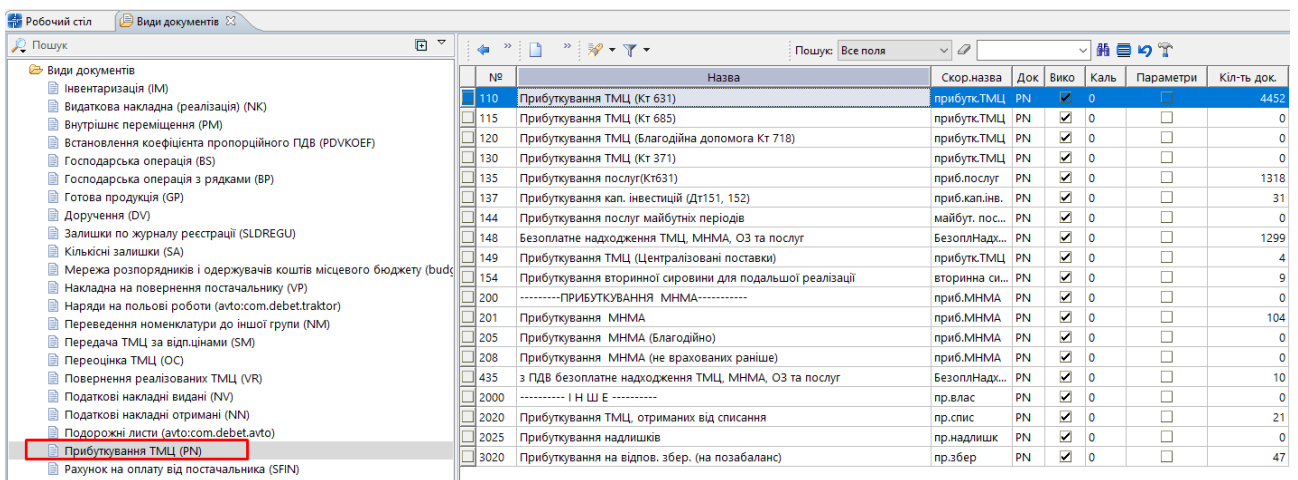 Робочий стіл Види документів
Пошук
Види документів
Інвентаризація (IM)
Видаткова накладна (реалізація) (NK)
Внутрішнє переміщення (PM)
Встановлення коефіцієнта пропорційного ПДВ (PDVKOEF)
Господарська операція (BS)
Господарська операція з рядками (BP)
Готова продукція (GP)
Доручення (DV)
Залишки по журналу реєстрації (SLDREGU)
Кількісні залишки (SA)
Мережа розпорядників і одержувачів коштів місцевого бюджету (budg
Накладна на повернення постачальнику (VP)
Наряди на польові роботи (avto:com.debet.traktor)
Переведення номенклатури до іншої групи (NM)
Передача ТМЦ за відп.цінами (SM)
Переоцінка ТМЦ (OC)
Повернення реалізованих ТМЦ (VR)
Податкові накладні видані (NV)
Податкові накладні отримані (NN)
Подорожні листи (avto:com.debet.avto)
Прибуткування ТМЦ (PN)
Рахунок на оплату від постачальника (SFIN)
Пошук: Все поля
№ Назва Скор.назва Док Вико Каль Параметри Кіл-ть док.
110 Прибуткування ТМЦ (Кт 631) прибутк.ТМЦ PN 0 4452
115 Прибуткування ТМЦ (Кт 685) прибутк.ТМЦ PN 0 0
120 Прибуткування ТМЦ (Благодійна допомога Кт 718) прибутк.ТМЦ PN 0 0
130 Прибуткування ТМЦ (Кт 371) прибутк.ТМЦ PN 0 0
135 Прибуткування послуг(Кт631) приб.послуг PN 0 1318
137 Прибуткування кап. інвестицій (Дт151, 152) приб.кап.інв. PN 0 31
144 Прибуткування послуг майбутніх періодів майбут. пос... PN 0 0
148 Безоплатне надходження ТМЦ, МНМА, ОЗ та послуг БезоплНадх... PN 0 1299
149 Прибуткування ТМЦ (Централізовані поставки) прибутк.ТМЦ PN 0 4
154 Прибуткування вторинної сировини для подальшої реалізації вторинна си... PN 0 9
200 ---------ПРИБУТКУВАННЯ МНМА----------- приб.МНМА PN 0 0
201 Прибуткування МНМА приб.МНМА PN 0 104
205 Прибуткування МНМА (Благодійно) приб.МНМА PN 0 0
208 Прибуткування МНМА (не врахованих раніше) приб.МНМА PN 0 0
435 з ПДВ безоплатне надходження ТМЦ, МНМА, ОЗ та послуг БезоплНадх... PN 0 10
2000 ---------- І Н Ш Е ---------- пр.влас PN 0 0
2020 Прибуткування ТМЦ, отриманих від списання пр.спис PN 0 21
2025 Прибуткування надлишків пр.надлишк PN 0 0
3020 Прибуткування на відпов. збер. (на позабаланс) пр.збер PN 0 47